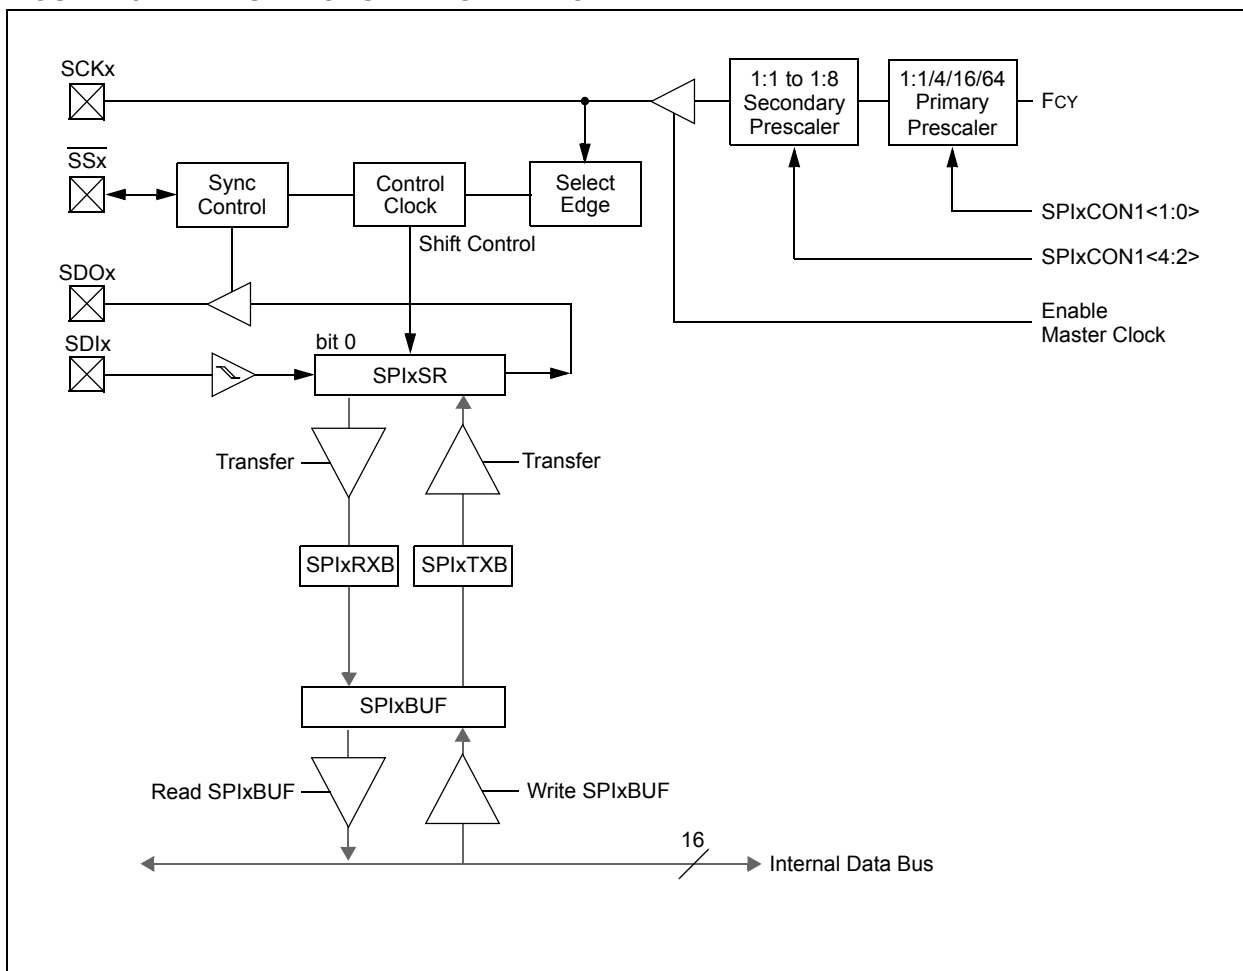 SCKx
1:1 to 1:8
Secondary
Prescaler
1:1/4/16/64
Primary
Prescaler
FCY
SSx
Sync
Control
Control
Clock
Select
Edge
SPIxCON1<1:0>
Shift Control
SPIxCON1<4:2>
SDOx
Enable
Master Clock
SDIx
bit 0
SPIxSR
Transfer
Transfer
SPIxRXB
SPIxTXB
SPIxBUF
Read SPIxBUF
Write SPIxBUF
16
Internal Data Bus